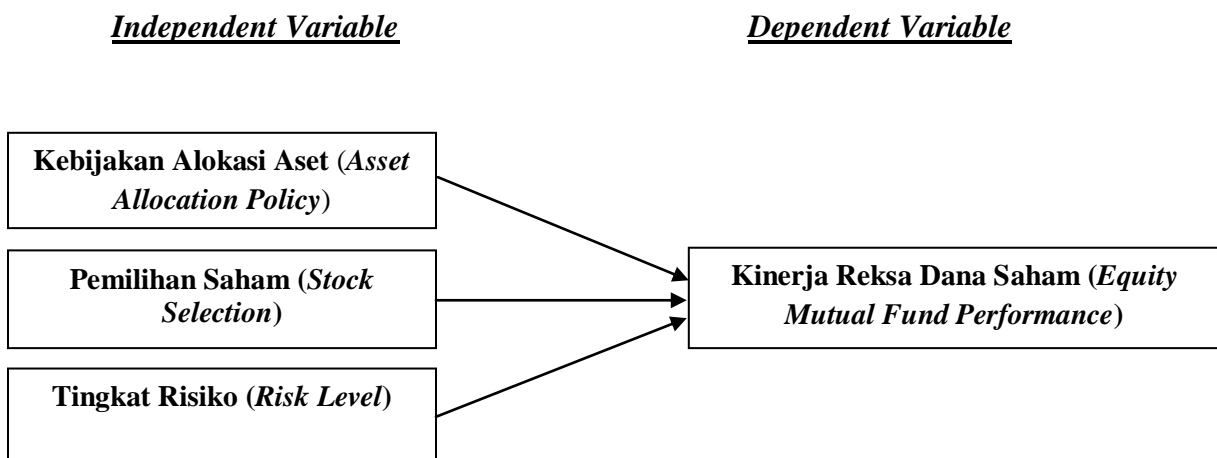 Independent Variable
Dependent Variable
Kebijakan Alokasi Aset (Asset
Allocation Policy)
Pemilihan Saham (Stock
Selection)
Tingkat Risiko (Risk Level)
Kinerja Reksa Dana Saham (Equity
Mutual Fund Performance)